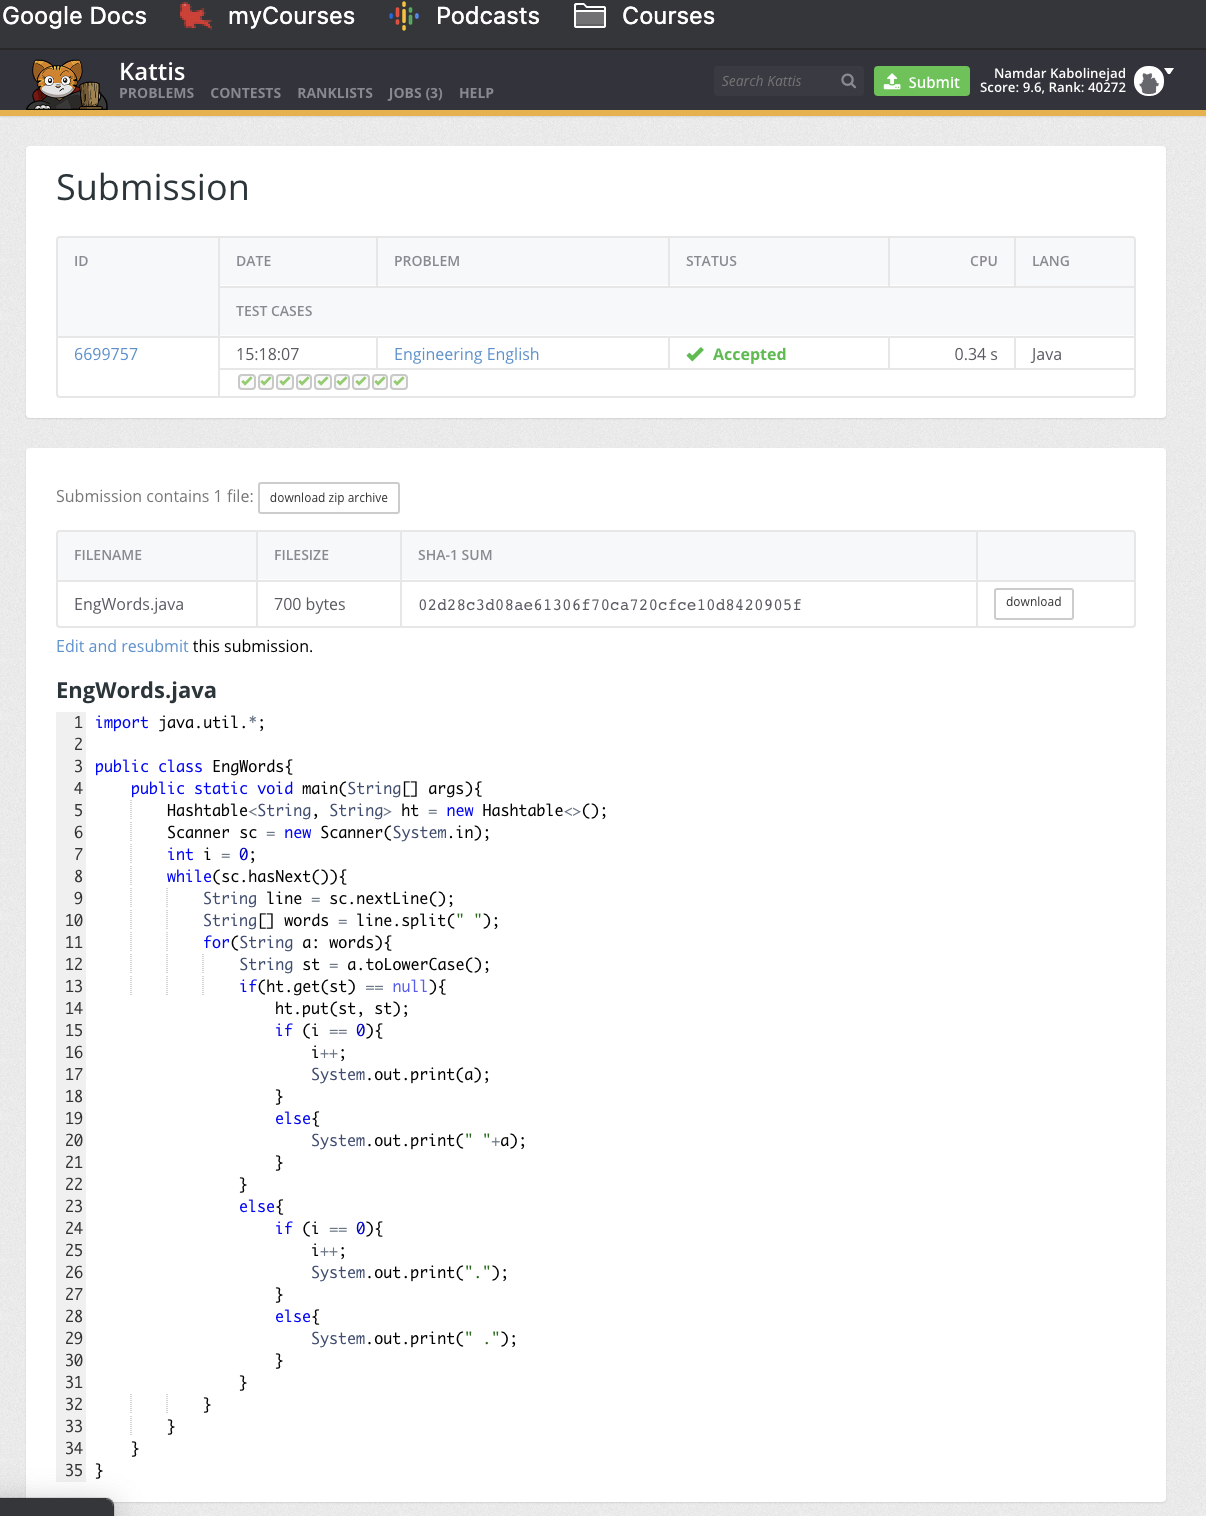 Google Docs myCourses Podcasts Courses
Kattis
PROBLEMS CONTESTS RANKLISTS JOBS (3) HELP
Search Kattis
Submit
Namdar Kabolinejad
Score: 9.6, Rank: 40272
Submission
ID DATE PROBLEM STATUS CPU LANG
TEST CASES
6699757 15:18:07 Engineering English Accepted 0.34 s Java
Submission contains 1 file: download zip archive
FILENAME FILESIZE SHA-1 SUM
EngWords.java 700 bytes 02d28c3d08ae61306f70ca720cfce10d8420905f download
Edit and resubmit this submission.
EngWords.java
1 import java.util.*;
2
3 public class EngWords{
4     public static void main(String[] args){
5         Hashtable<String, String> ht = new Hashtable<>();
6         Scanner sc = new Scanner(System.in);
7         int i = 0;
8         while(sc.hasNext()){
9             String line = sc.nextLine();
10             String[] words = line.split(" ");
11             for(String a: words){
12                 String st = a.toLowerCase();
13                 if(ht.get(st) == null){
14                     ht.put(st, st);
15                     if (i == 0){
16                         i++;
17                         System.out.print(a);
18                     }
19                     else{
20                         System.out.print(" "+a);
21                     }
22                 }
23                 else{
24                     if (i == 0){
25                         i++;
26                         System.out.print(".");
27                     }
28                     else{
29                         System.out.print(" .");
30                     }
31                 }
32             }
33         }
34     }
35 }